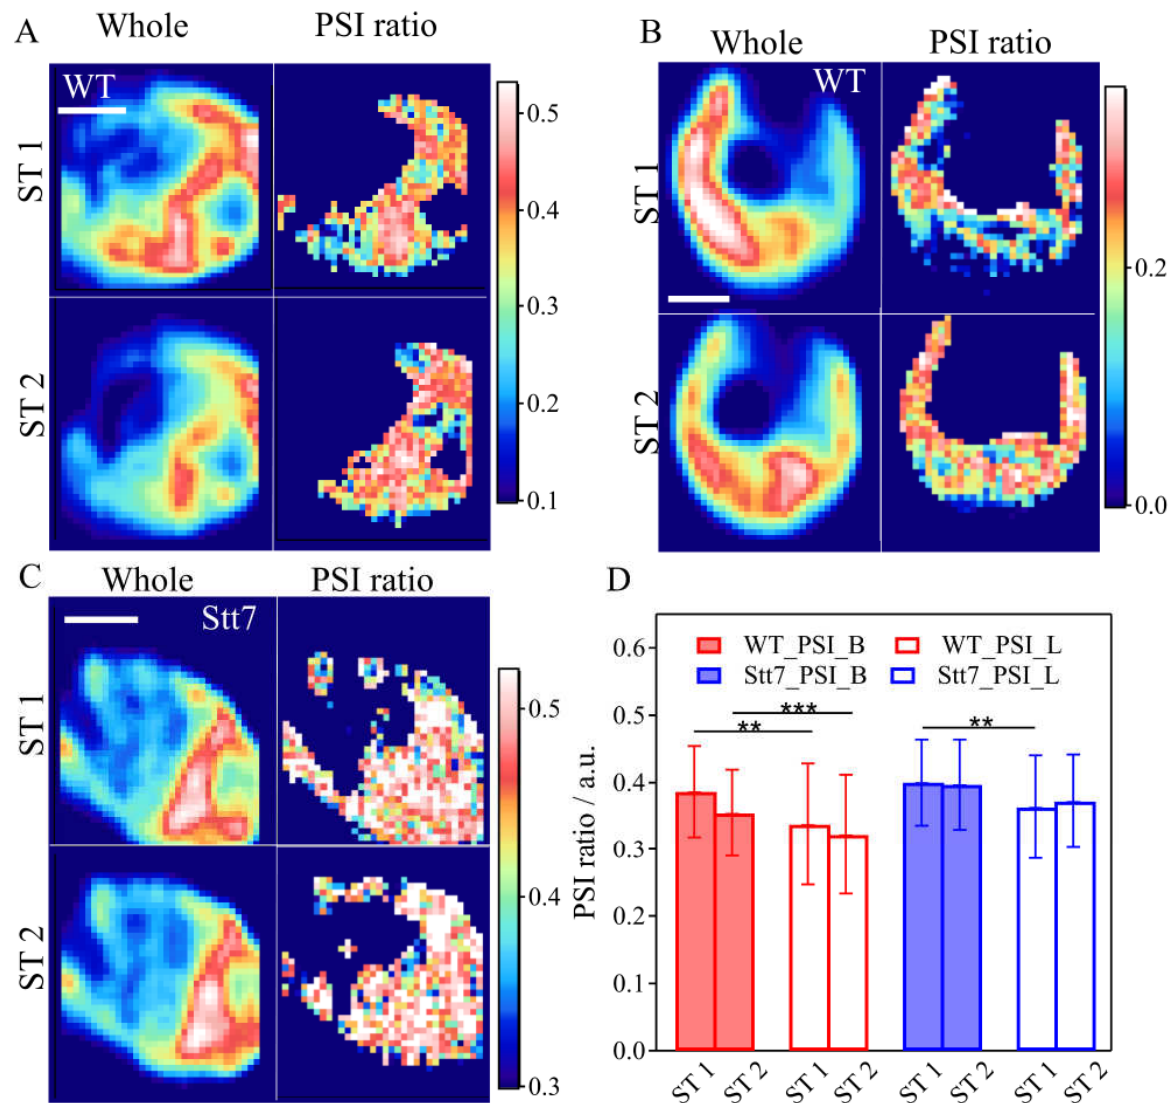 A
Whole
PSI ratio
WT
ST 1
ST 2
0.5
0.4
0.3
0.2
0.1
B
Whole
PSI ratio
WT
ST 1
ST 2
0.2
0.0
C
Whole
PSI ratio
Stt7
ST 1
ST 2
0.5
0.4
0.3
D
PSI ratio / a.u.
0.6
0.5
0.4
0.3
0.2
0.1
0.0
WT_PSI_B
WT_PSI_L
Stt7_PSI_B
Stt7_PSI_L
***
**
**
ST 1
ST 2
ST 1
ST 2
ST 1
ST 2
ST 1
ST 2